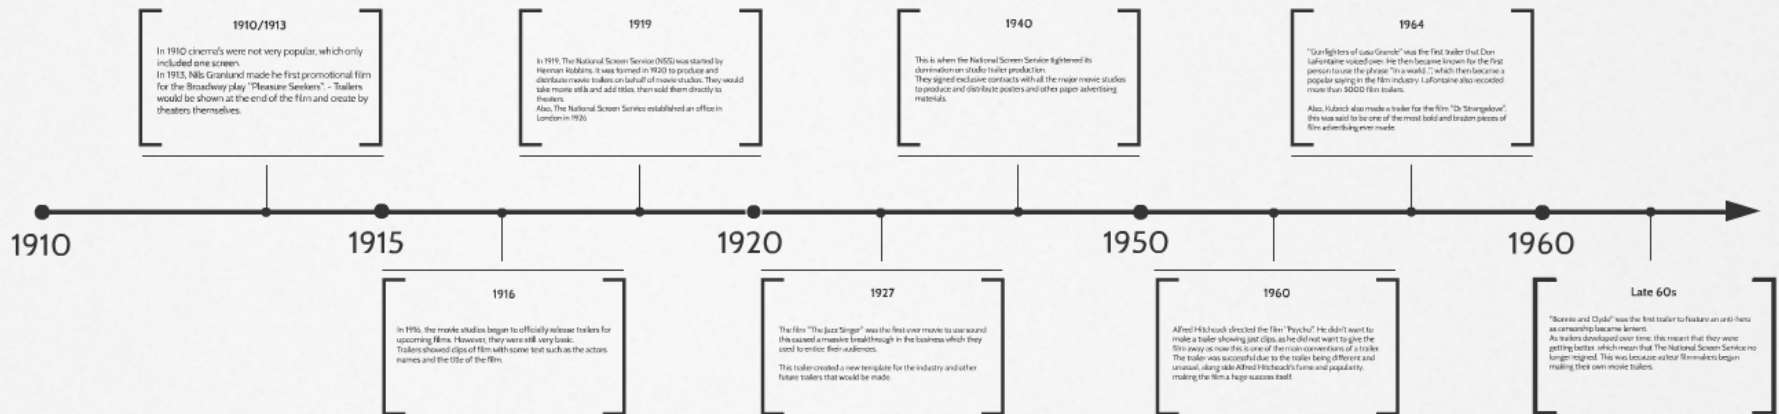 1910/1913
In 1910 cinema's were not very popular, which only
included one screen.
In 1913, Nils Granlund made he first promotional film
for the Broadway play "Pleasure Seekers". - Trailers
would be shown at the end of the film and create by
theaters themselves.
1919
In 1919, The National Screen Service (NSS) was started by
Herman Robbins. It was formed in 1920 to produce and
distribute movie trailers on behalf of movie studios. They would
take movie stills and add titles, then sold them directly to
theaters.
Also, The National Screen Service established an office in
London in 1926
1940
This is when the National Screen Service tightened its
domination on studio trailer production.
They signed exclusive contracts with all the major movie studios
to produce and distribute posters and other paper advertising
materials.
1964
"Gunfighters of casa Grande" was the first trailer that Don
LaFontaine voiced over. He then became known for the first
person to use the phrase "In a world...", which then became a
popular saying in the film industry. LaFontaine also recorded
more than 5000 film trailers.
Also, Kubrick also made a trailer for the film "Dr Strangelove",
this was said to be one of the most bold and brazen pieces of
film advertising ever made.
1910
1915
1920
1950
1960
1916
In 1916, the movie studios began to officially release trailers for
upcoming films. However, they were still very basic.
Trailers showed clips of film with some text such as the actors
names and the title of the film.
1927
The film "The Jazz Singer" was the first ever movie to use sound
this caused a massive breakthrough in the business which they
used to entice their audiences.
This trailer created a new template for the industry and other
future trailers that would be made.
1960
Alfred Hitchcock directed the film "Psycho". He didn't want to
make a trailer showing just clips, as he did not want to give the
film away as now this is one of the main conventions of a trailer.
The trailer was successful due to the trailer being different and
unusual, along side Alfred Hitchcock's fame and popularity,
making the film a huge success itself.
Late 60s
"Bonnie and Clyde" was the first trailer to feature an anti-hero
as censorship became lenient.
As trailers developed over time, this meant that they were
getting better, which mean that The National Screen Service no
longer reigned. This was because auteur filmmakers began
making their own movie trailers.